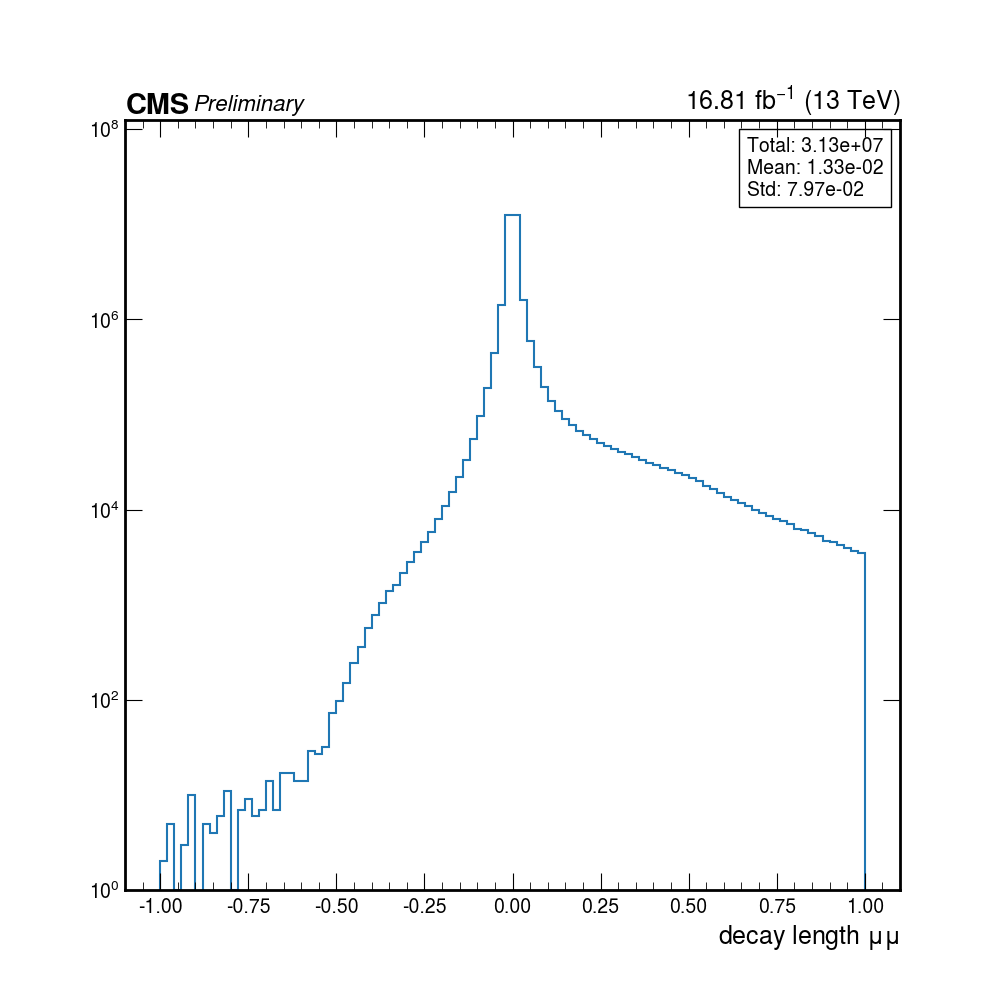 CMS Preliminary 16.81 fb⁻¹ (13 TeV)
Total: 3.13e+07
Mean: 1.33e-02
Std: 7.97e-02
10⁸
10⁶
10⁴
10²
10⁰
-1.00 -0.75 -0.50 -0.25 0.00 0.25 0.50 0.75 1.00
decay length μμ